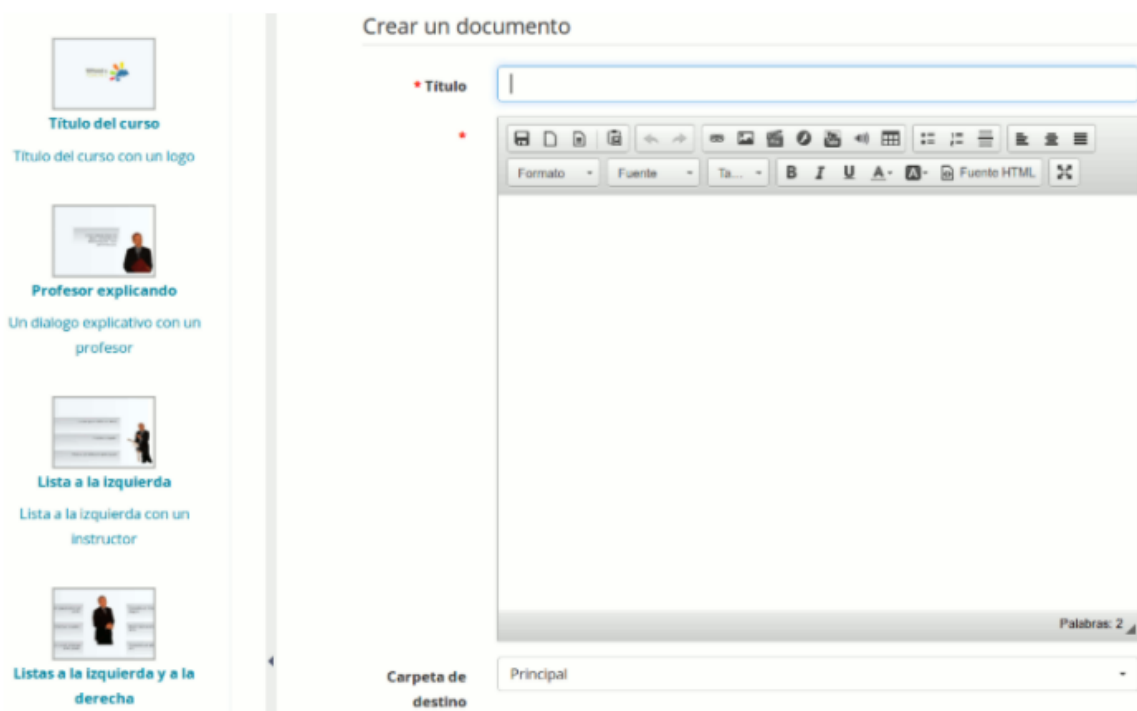 Crear un documento
Título del curso
Título del curso con un logo
Profesor explicando
Un dialogo explicativo con un
profesor
Lista a la izquierda
Lista a la izquierda con un
instructor
Listas a la izquierda y a la
derecha
* Título
*
Formato
Fuente
Ta...
B I U A A Fuente HTML
Palabras: 2
Carpeta de
destino
Principal